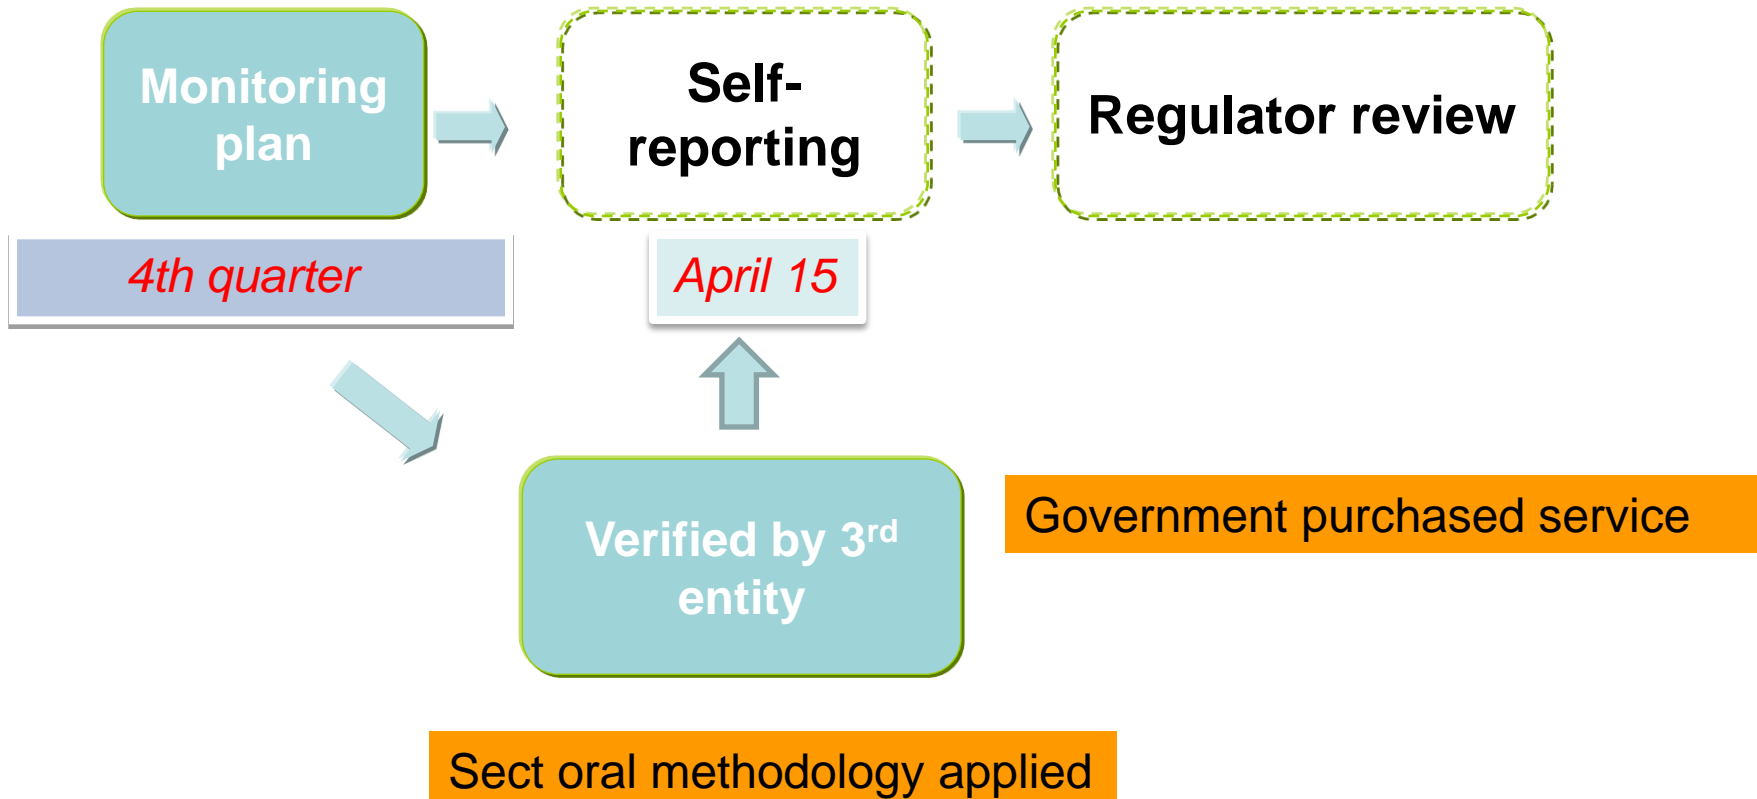 Monitoring
plan
Self-
reporting
Regulator review
4th quarter
April 15
Verified by 3rd
entity
Government purchased service
Sect oral methodology applied